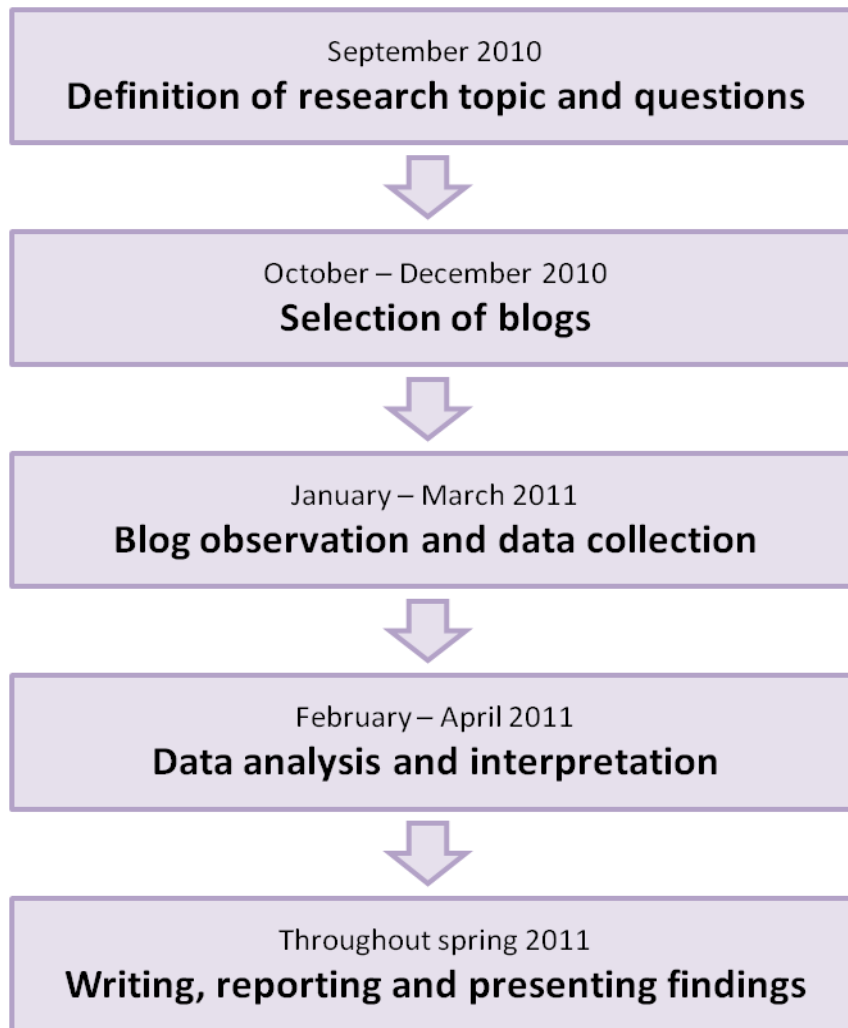 September 2010
Definition of research topic and questions
October – December 2010
Selection of blogs
January – March 2011
Blog observation and data collection
February – April 2011
Data analysis and interpretation
Throughout spring 2011
Writing, reporting and presenting findings